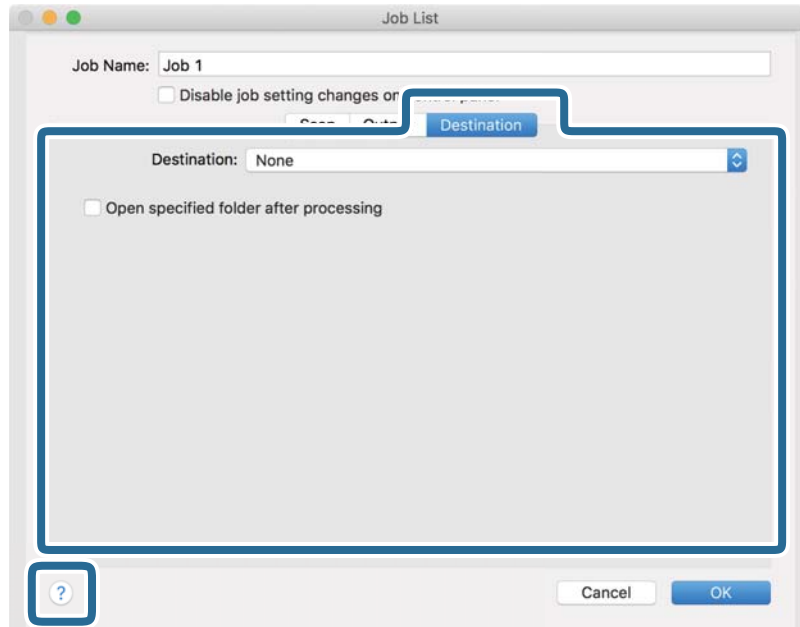 Job List
Job Name: Job 1
Disable job setting changes on
Destination
Destination: None
Open specified folder after processing
? Cancel OK